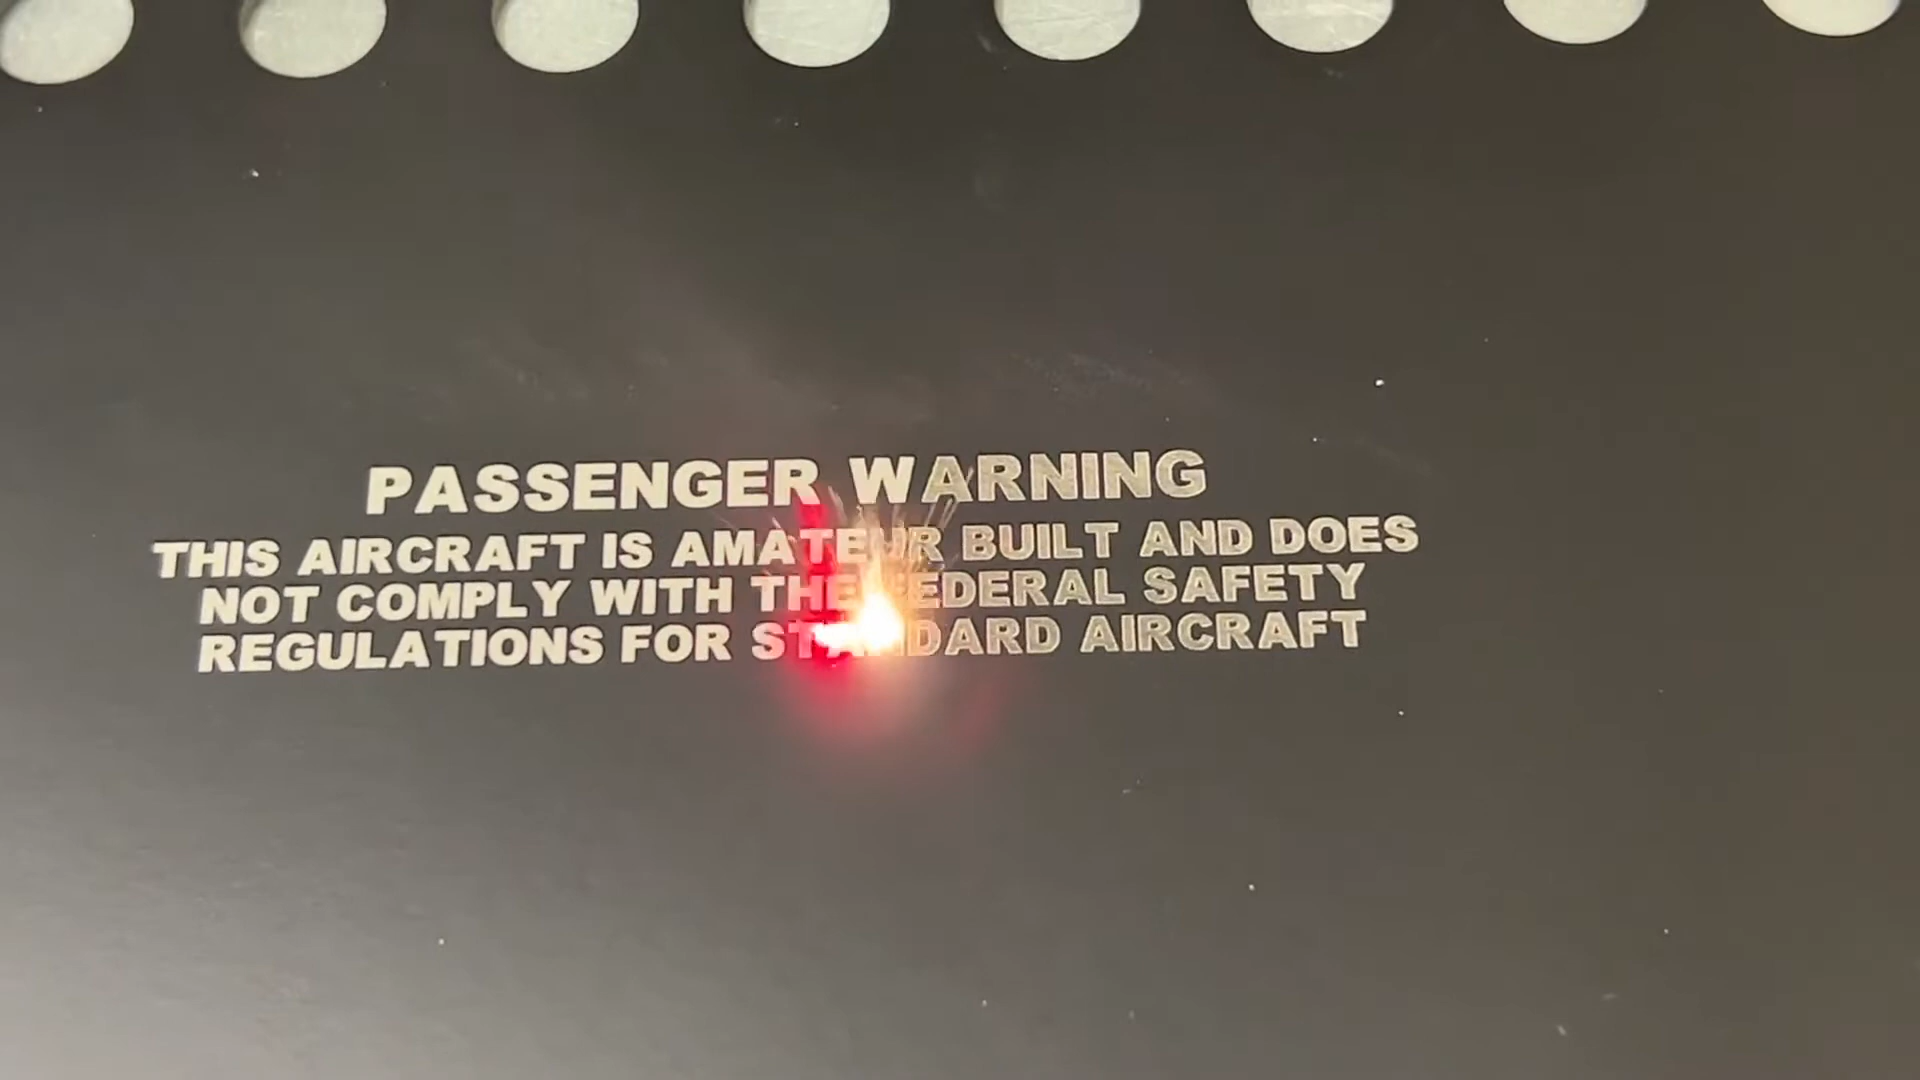 PASSENGER WARNING
THIS AIRCRAFT IS AMATEUR BUILT AND DOES
NOT COMPLY WITH THE FEDERAL SAFETY
REGULATIONS FOR STANDARD AIRCRAFT